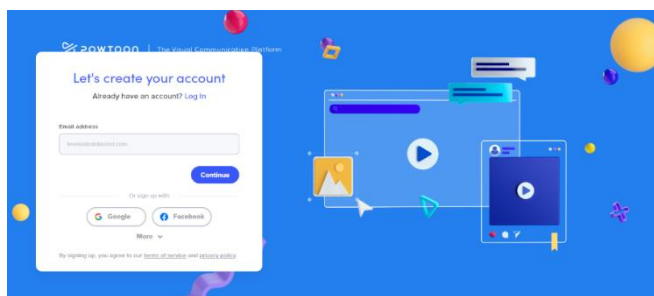 POWTOON | The Visual Communication Platform
Let's create your account
Already have an account? Log In
Email Address
Continue
Or sign up with
Google
Facebook
More
By signing up, you agree to our terms of service and privacy policy